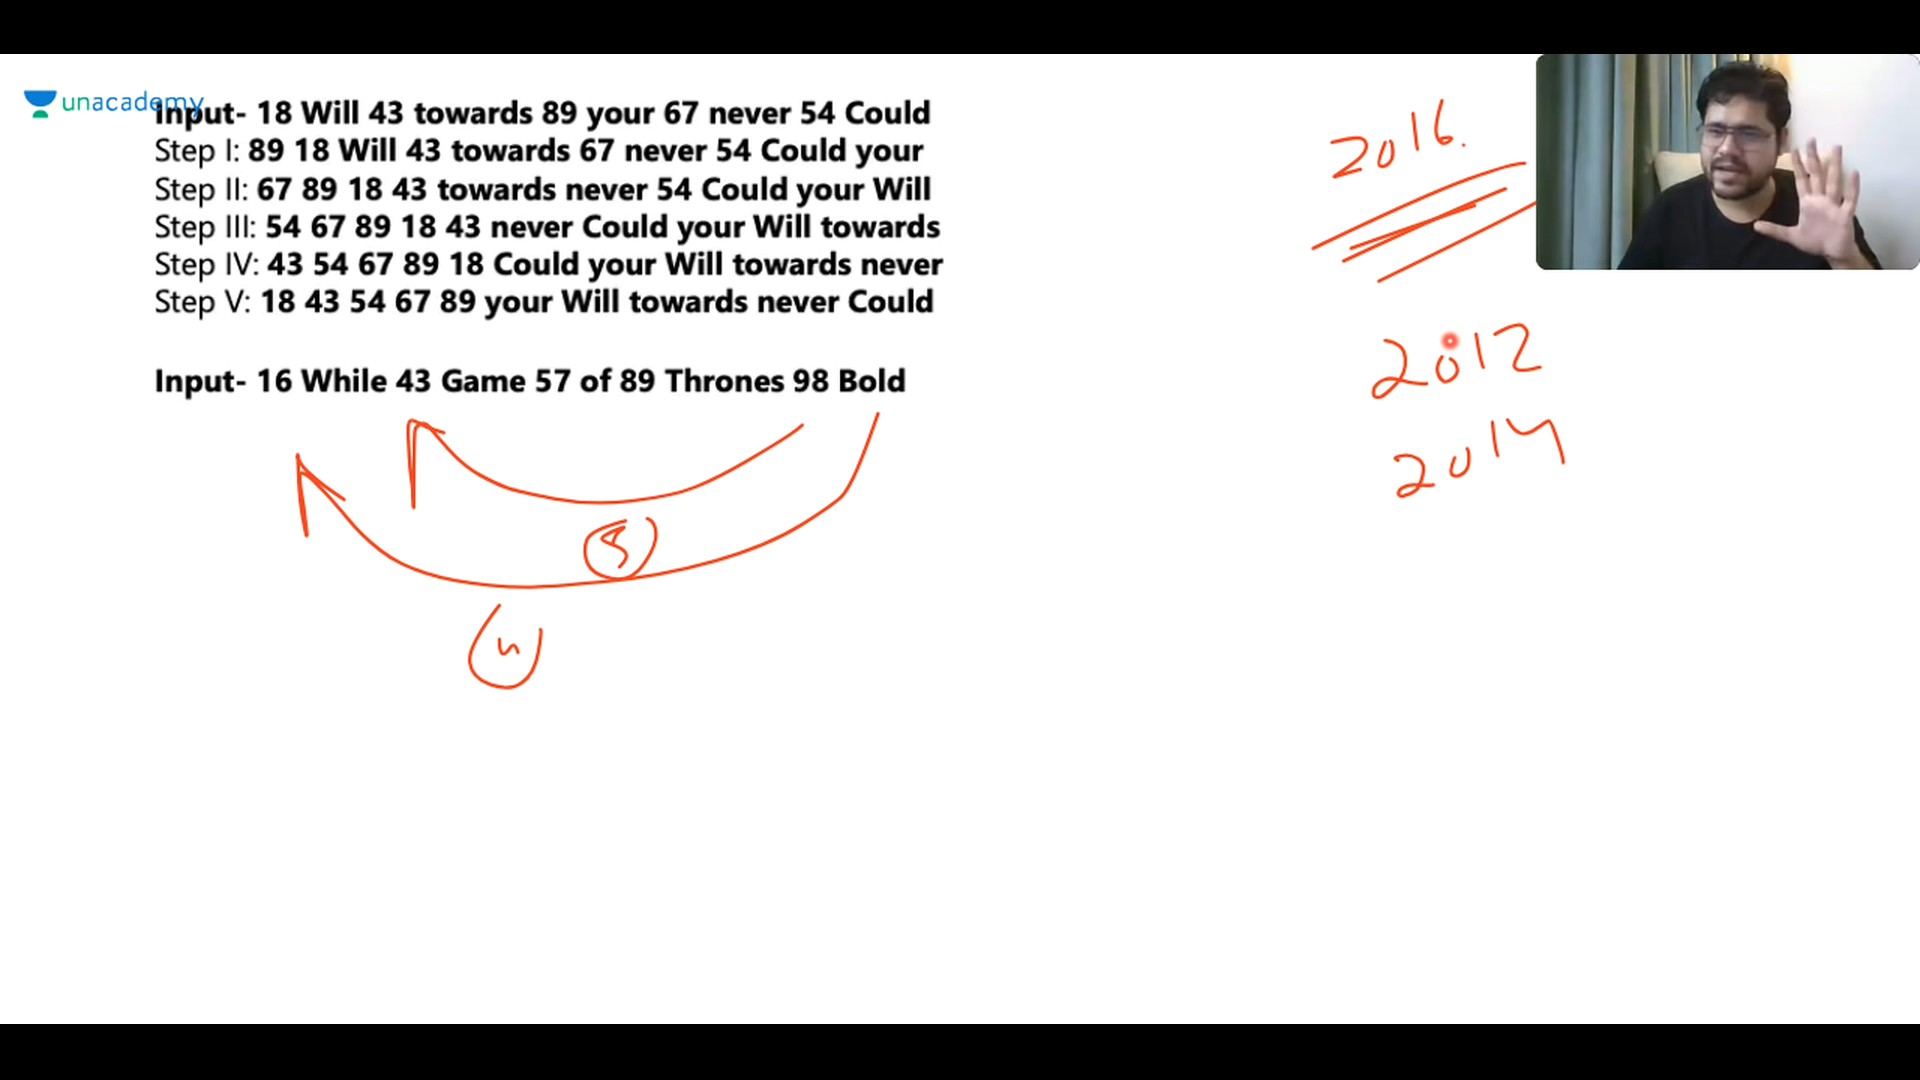 unacademy
Input- 18 Will 43 towards 89 your 67 never 54 Could
Step I: 89 18 Will 43 towards 67 never 54 Could your
Step II: 67 89 18 43 towards never 54 Could your Will
Step III: 54 67 89 18 43 never Could your Will towards
Step IV: 43 54 67 89 18 Could your Will towards never
Step V: 18 43 54 67 89 your Will towards never Could
Input- 16 While 43 Game 57 of 89 Thrones 98 Bold
2016.
2012
2014